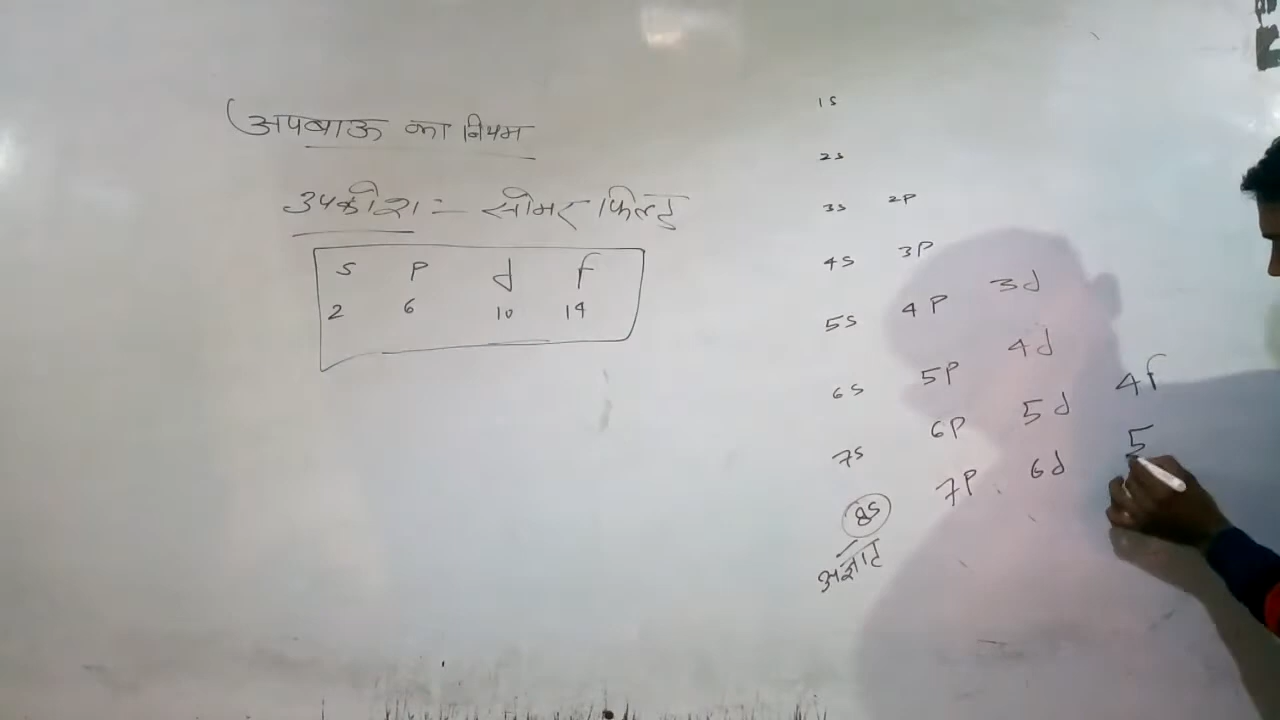 अपबाऊ का नियम
उपकोश :- सोमर फिल्ड
s p d f
2 6 10 14
1s
2s
3s 2P
4s 3P
5s 4P 3d
6s 5P 4d
7s 6P 5d 4f
8s 7P 6d 5
अज्ञात